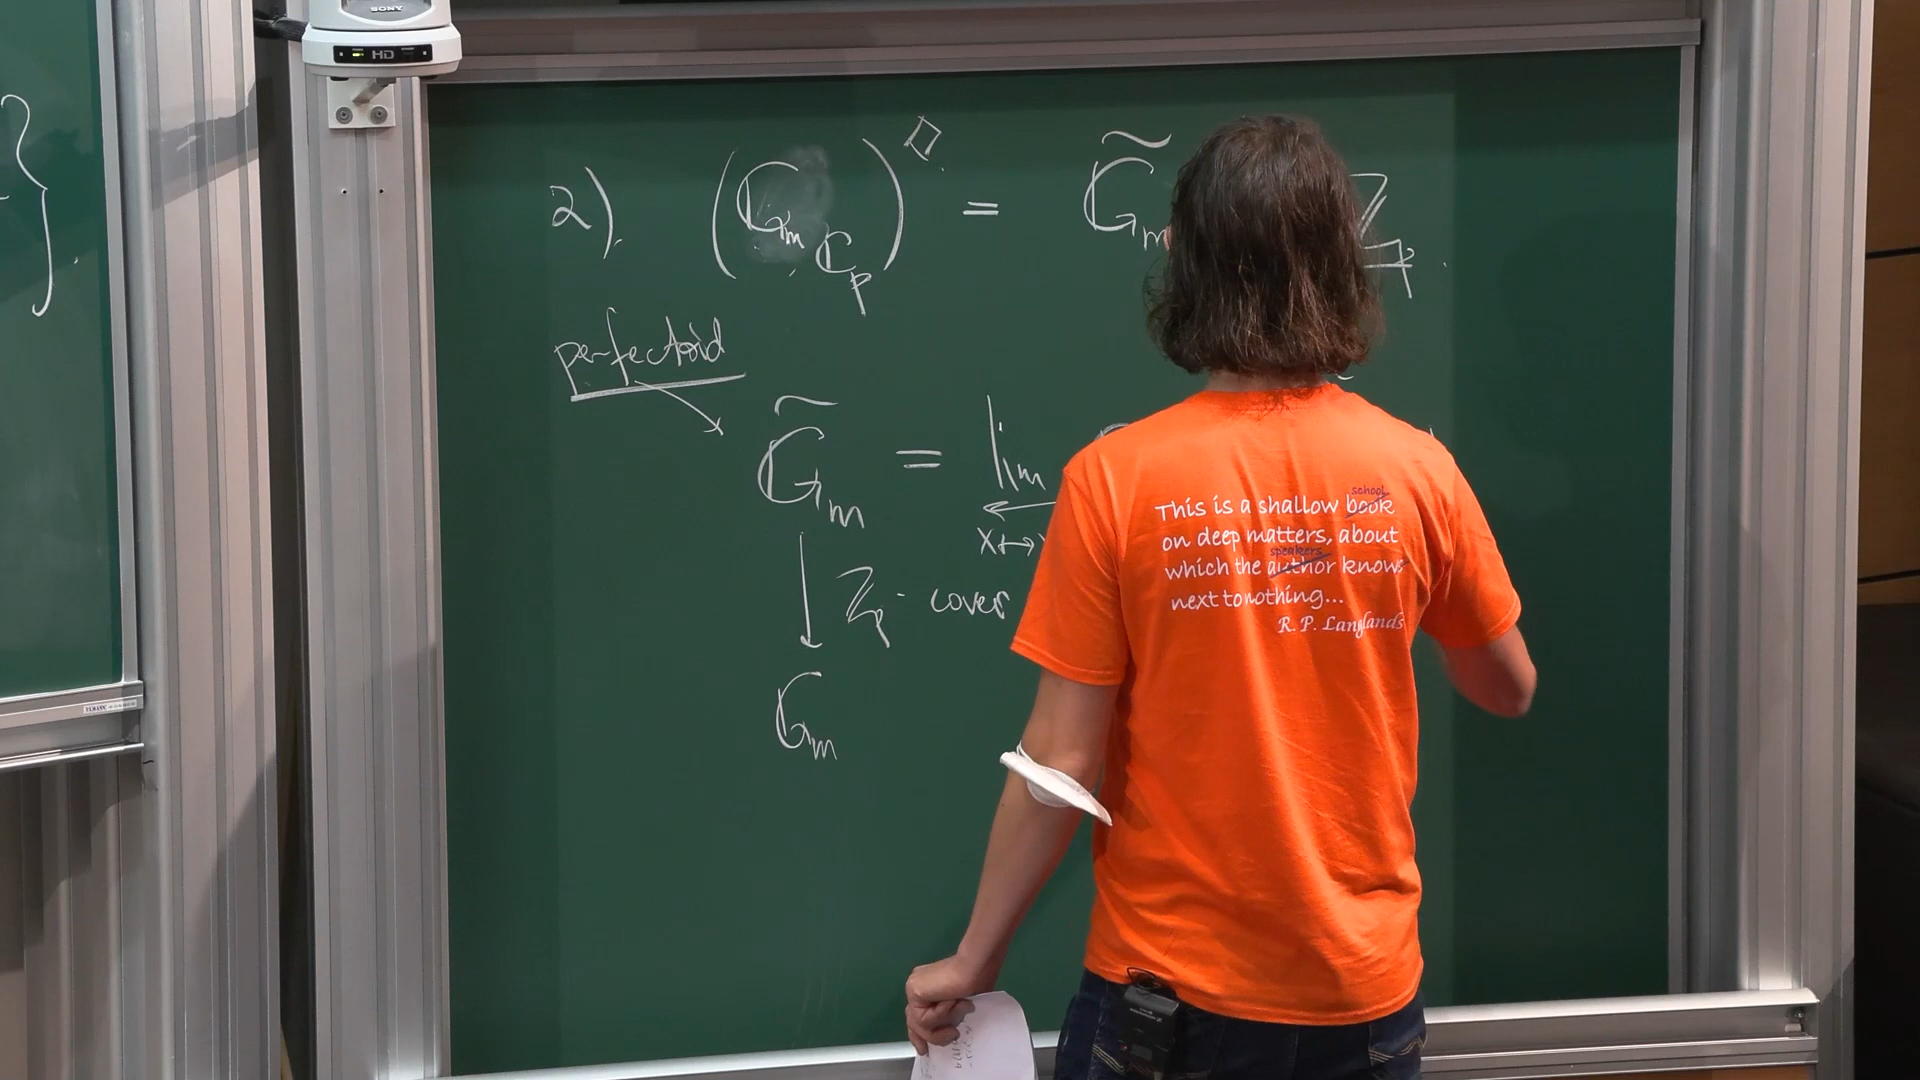 SONY
HD
2). (G_m, C_p)^◇ = G̃_m Z_p.
perfectoid
G̃_m = lim
←
x ↦
Z_p - cover
G_m
This is a shallow book
school
on deep matters, about
speakers
which the author knows
next to nothing...
R. P. Langlands